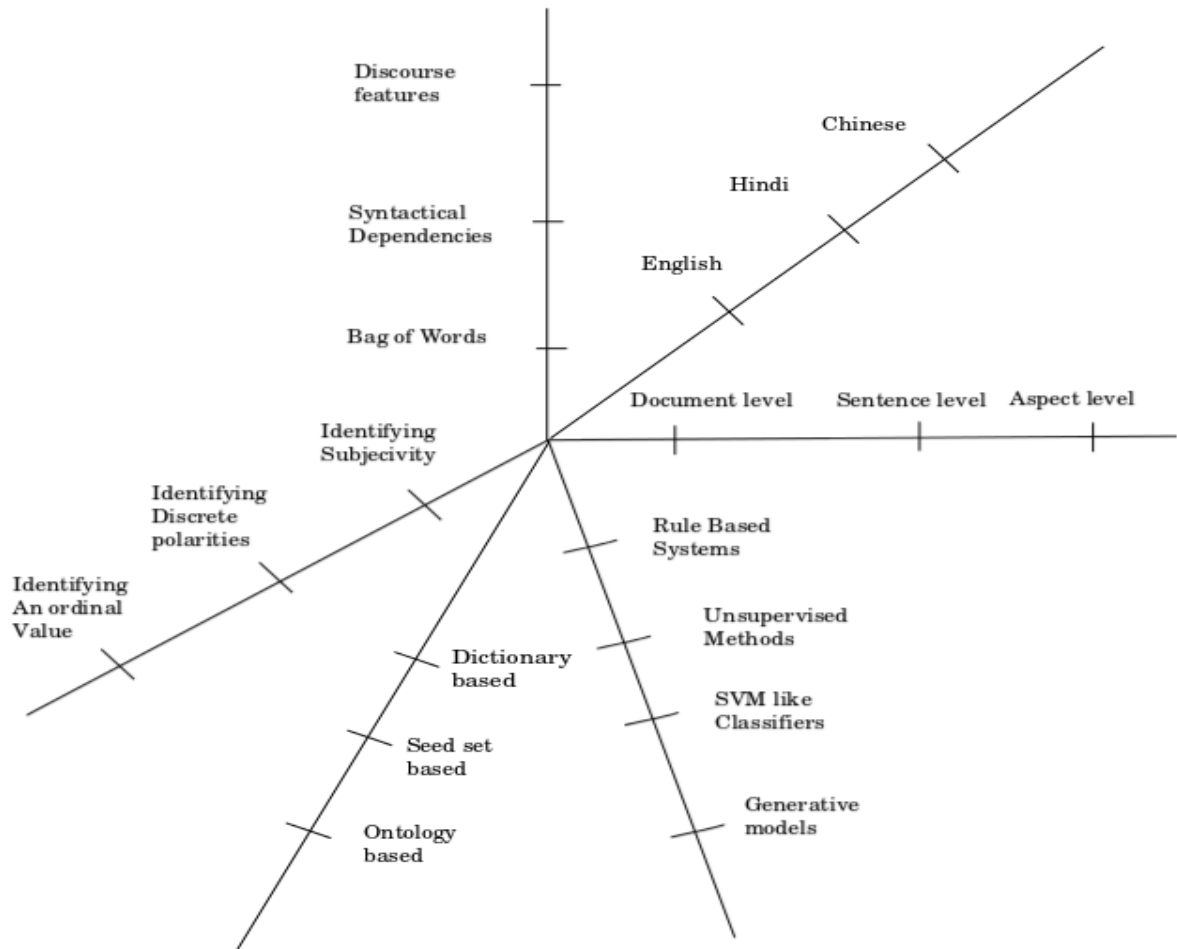 Discourse
features
Chinese
Hindi
Syntactical
Dependencies
English
Bag of Words
Document level
Sentence level
Aspect level
Identifying
Subjecivity
Identifying
Discrete
polarities
Identifying
An ordinal
Value
Rule Based
Systems
Unsupervised
Methods
Dictionary
based
SVM like
Classifiers
Seed set
based
Generative
models
Ontology
based